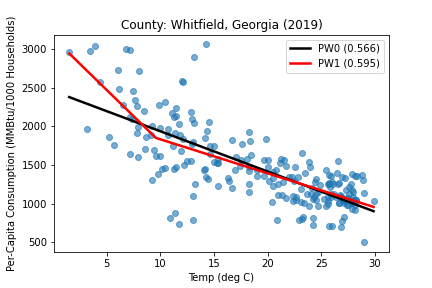 County: Whitfield, Georgia (2019)
PW0 (0.566)
PW1 (0.595)
Per-Capita Consumption (MMBtu/1000 Households)
3000
2500
2000
1500
1000
500
5 10 15 20 25 30
Temp (deg C)